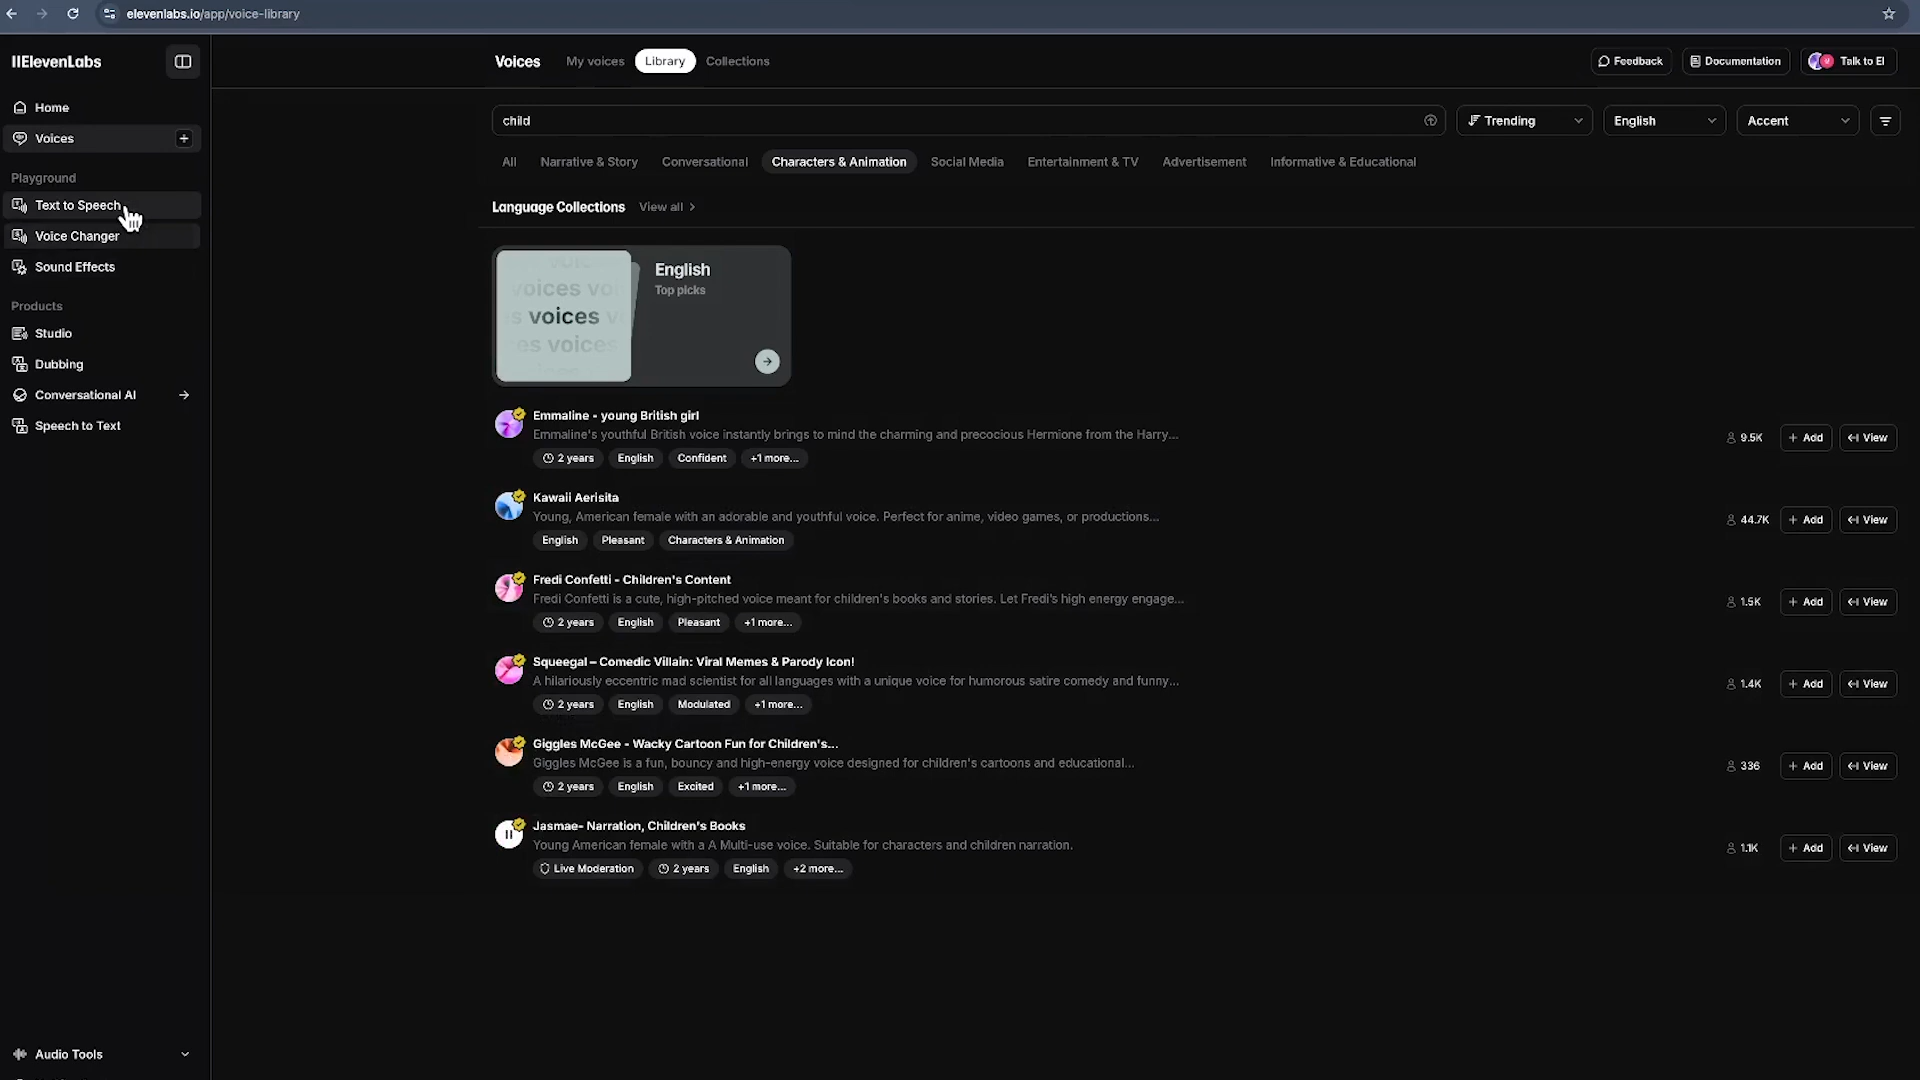 elevenlabs.io/app/voice-library
IIElevenLabs
Home
Voices
Playground
Text to Speech
Voice Changer
Sound Effects
Products
Studio
Dubbing
Conversational AI
Speech to Text
Audio Tools
Voices My voices Library Collections
Feedback Documentation Talk to El
child
Trending English Accent
All Narrative & Story Conversational Characters & Animation Social Media Entertainment & TV Advertisement Informative & Educational
Language Collections View all
voices
voices
voices
English
Top picks
Emmaline - young British girl
Emmaline's youthful British voice instantly brings to mind the charming and precocious Hermione from the Harry...
2 years English Confident +1 more...
9.5K + Add View
Kawaii Aerisita
Young, American female with an adorable and youthful voice. Perfect for anime, video games, or productions...
English Pleasant Characters & Animation
44.7K + Add View
Fredi Confetti - Children's Content
Fredi Confetti is a cute, high-pitched voice meant for children's books and stories. Let Fredi's high energy engage...
2 years English Pleasant +1 more...
1.5K + Add View
Squeegal – Comedic Villain: Viral Memes & Parody Icon!
A hilariously eccentric mad scientist for all languages with a unique voice for humorous satire comedy and funny...
2 years English Modulated +1 more...
1.4K + Add View
Giggles McGee - Wacky Cartoon Fun for Children's...
Giggles McGee is a fun, bouncy and high-energy voice designed for children's cartoons and educational...
2 years English Excited +1 more...
336 + Add View
Jasmae- Narration, Children's Books
Young American female with a A Multi-use voice. Suitable for characters and children narration.
Live Moderation 2 years English +2 more...
1.1K + Add View